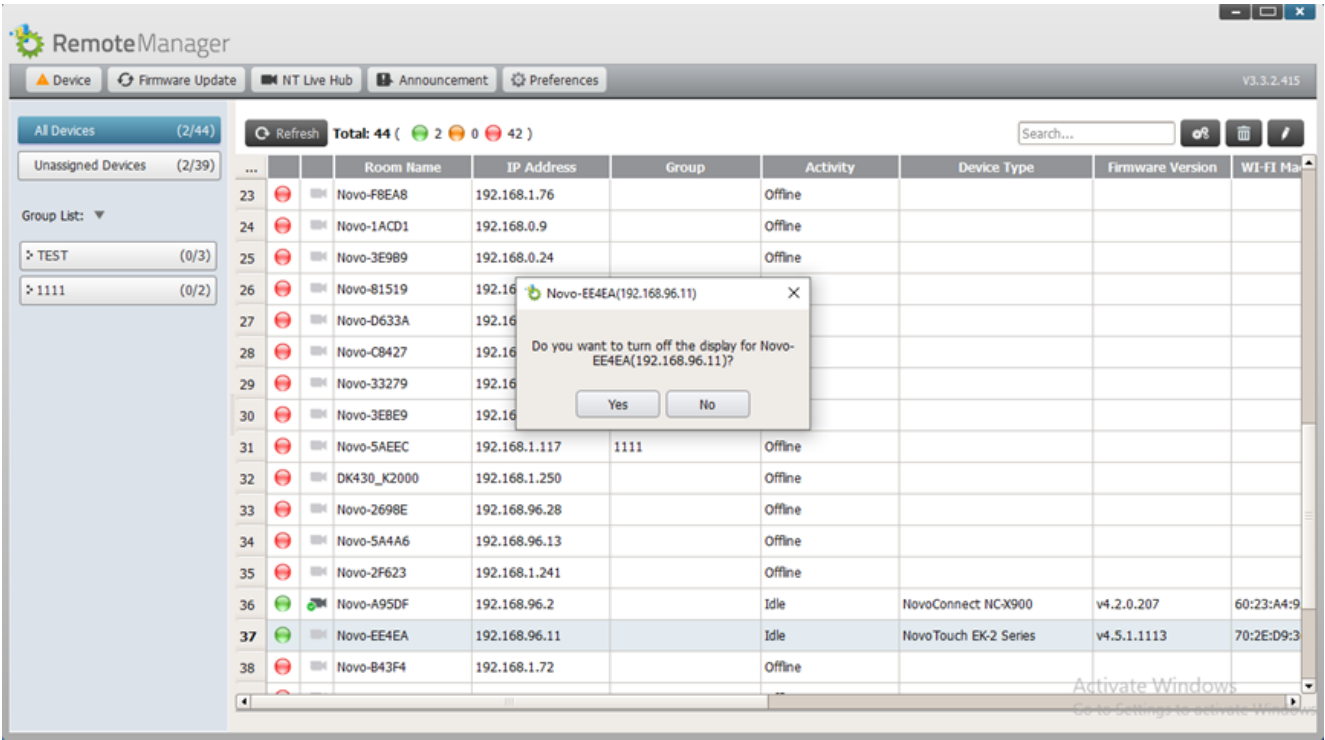 RemoteManager
Device Firmware Update NT Live Hub Announcement Preferences V3.3.2.415
All Devices (2/44)
Unassigned Devices (2/39)
Group List:
TEST (0/3)
1111 (0/2)
Refresh Total: 44 ( 2 0 42 ) Search...
... Room Name IP Address Group Activity Device Type Firmware Version WI-FI Ma
23 Novo-F8EA8 192.168.1.76 Offline
24 Novo-1ACD1 192.168.0.9 Offline
25 Novo-3E9B9 192.168.0.24 Offline
26 Novo-81519 192.16
27 Novo-D633A 192.16
28 Novo-C8427 192.16
29 Novo-33279 192.16
30 Novo-3EBE9 192.16
31 Novo-5AEEC 192.168.1.117 1111 Offline
32 DK430_K2000 192.168.1.250 Offline
33 Novo-2698E 192.168.96.28 Offline
34 Novo-5A4A6 192.168.96.13 Offline
35 Novo-2F623 192.168.1.241 Offline
36 Novo-A95DF 192.168.96.2 Idle NovoConnect NC-X900 v4.2.0.207 60:23:A4:9
37 Novo-EE4EA 192.168.96.11 Idle NovoTouch EK-2 Series v4.5.1.1113 70:2E:D9:3
38 Novo-B43F4 192.168.1.72 Offline
Novo-EE4EA(192.168.96.11)
Do you want to turn off the display for Novo-
EE4EA(192.168.96.11)?
Yes No
Activate Windows
Go to Settings to activate Windows